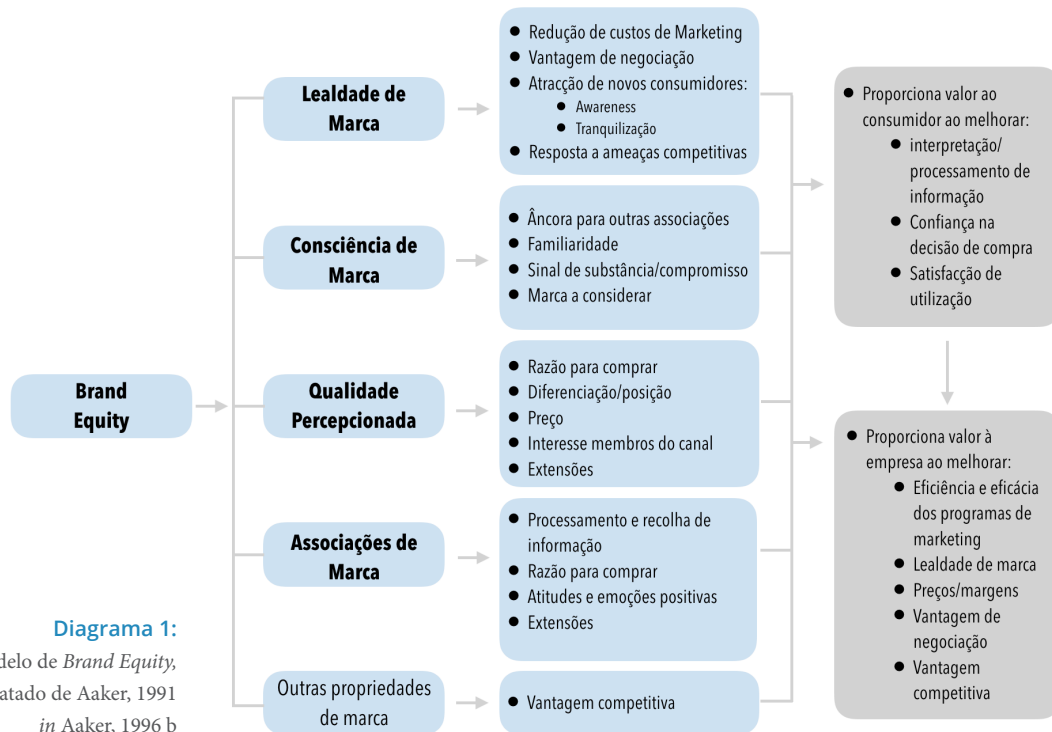 Brand
Equity
Lealdade de
Marca
Redução de custos de Marketing
Vantagem de negociação
Atracção de novos consumidores:
Awareness
Tranquilização
Resposta a ameaças competitivas
Consciência de
Marca
Âncora para outras associações
Familiaridade
Sinal de substância/compromisso
Marca a considerar
Qualidade
Percepcionada
Razão para comprar
Diferenciação/posição
Preço
Interesse membros do canal
Extensões
Associações de
Marca
Processamento e recolha de
informação
Razão para comprar
Atitudes e emoções positivas
Extensões
Outras propriedades
de marca
Vantagem competitiva
Proporciona valor ao
consumidor ao melhorar:
interpretação/
processamento de
informação
Confiança na
decisão de compra
Satisfacção de
utilização
Proporciona valor à
empresa ao melhorar:
Eficiência e eficácia
dos programas de
marketing
Lealdade de marca
Preços/margens
Vantagem de
negociação
Vantagem
competitiva
Diagrama 1:
de Brand Equity,
de Aaker, 1991
in Aaker, 1996 b